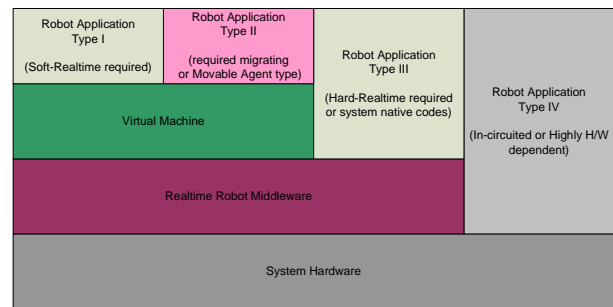 Robot Application
Type I
(Soft-Realtime required)
Robot Application
Type II
(required migrating
or Movable Agent type)
Robot Application
Type III
(Hard-Realtime required
or system native codes)
Robot Application
Type IV
(In-circuited or Highly H/W
dependent)
Virtual Machine
Realtime Robot Middleware
System Hardware